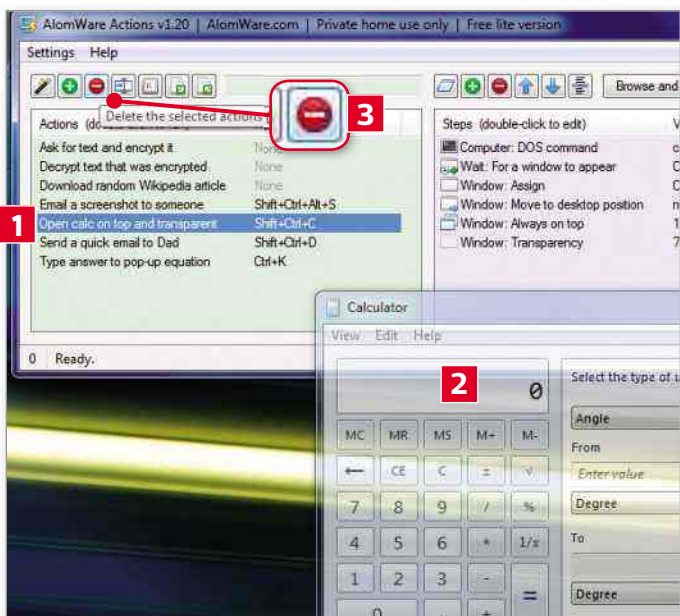 AlomWare Actions v1.20 | AlomWare.com | Private home use only | Free lite version
Settings Help
Browse and
Delete the selected actions
3
Actions
Steps (double-click to edit)
V
Ask for text and encrypt it None
Decrypt text that was encrypted None
Download random Wikipedia article None
Email a screenshot to someone Shift+Ctrl+Alt+S
1
Open calc on top and transparent Shift+Ctrl+C
Send a quick email to Dad Shift+Ctrl+D
Type answer to pop-up equation Ctrl+K
Computer: DOS command c
Wait: For a window to appear C
Window: Assign C
Window: Move to desktop position n
Window: Always on top 1
Window: Transparency 7
0 Ready.
Calculator
View Edit Help
2
0
MC MR MS M+ M-
← CE C ± √
7 8 9 / %
4 5 6 * 1/x
1 2 3 - =
0 . +
Select the type of u
Angle
From
Enter value
Degree
To
Degree